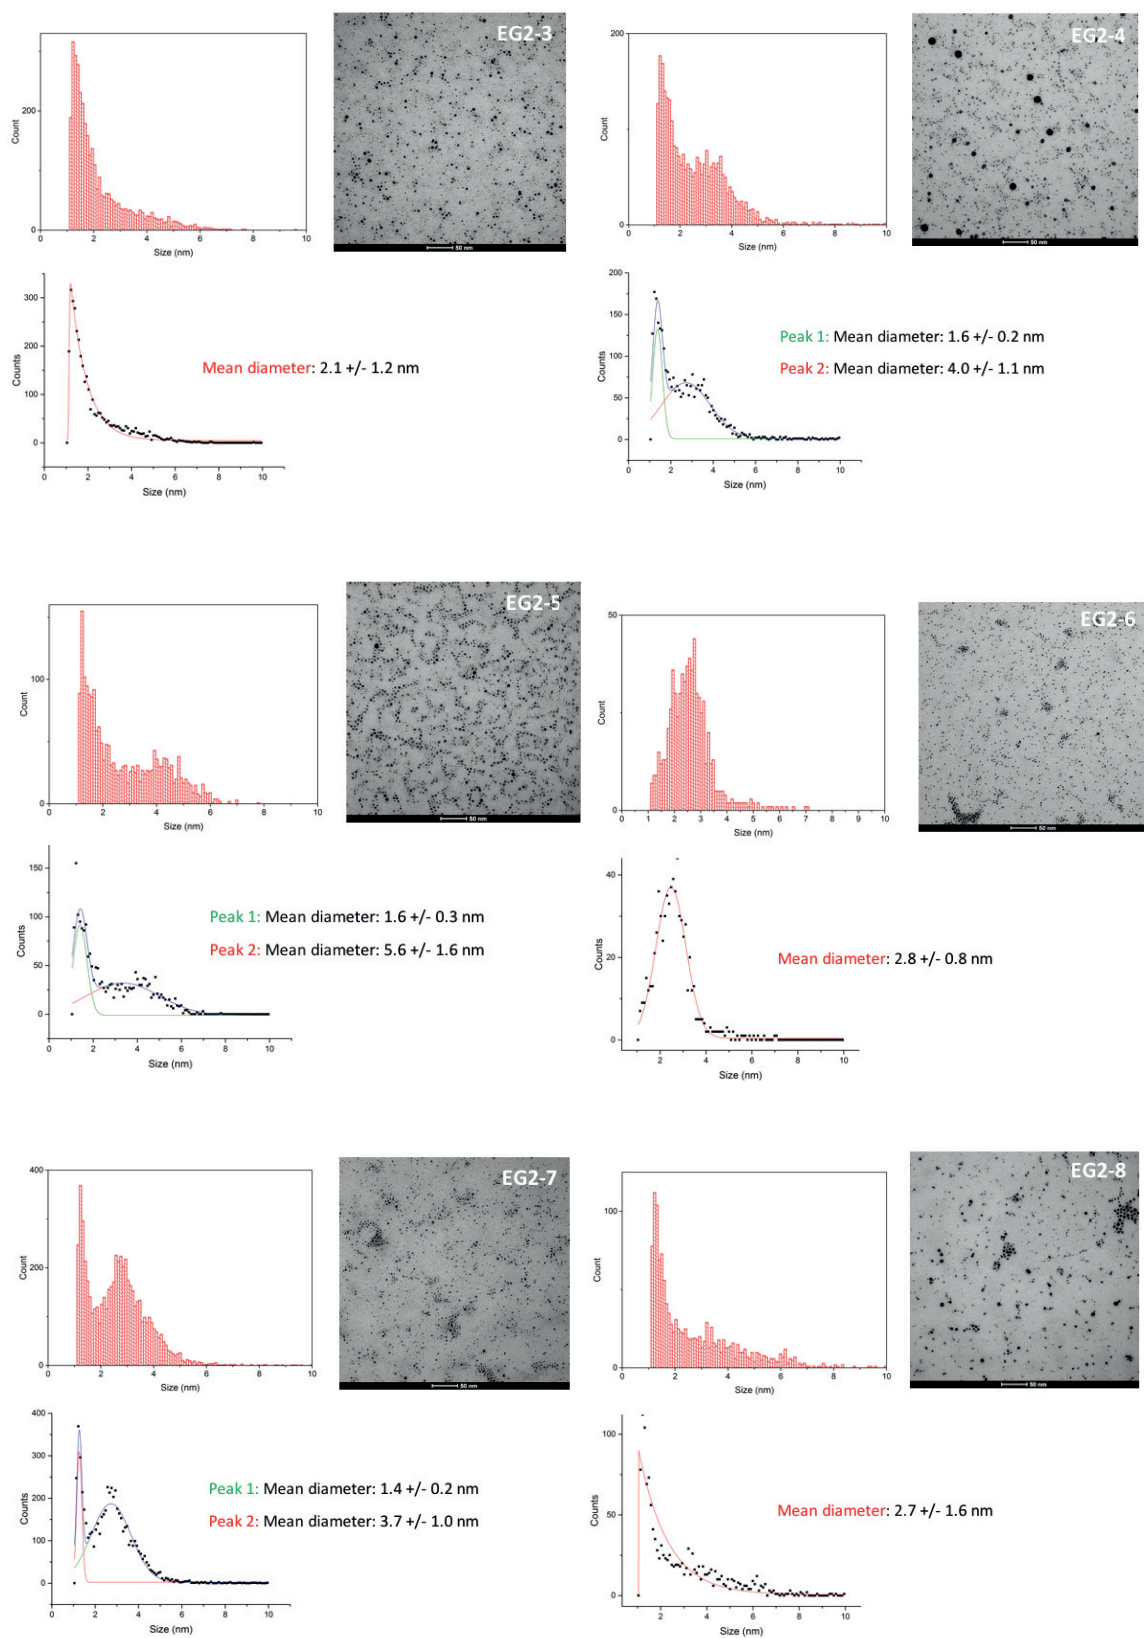 EG2-3
200
0
Count
0 2 4 6 8 10
Size (nm)
50 nm
EG2-4
200
0
Count
0 2 4 6 8 10
Size (nm)
50 nm
300
200
100
0
Counts
0 2 4 6 8 10
Size (nm)
Mean diameter: 2.1 +/- 1.2 nm
200
150
100
50
0
Counts
0 2 4 6 8 10
Size (nm)
Peak 1: Mean diameter: 1.6 +/- 0.2 nm
Peak 2: Mean diameter: 4.0 +/- 1.1 nm
EG2-5
100
0
Count
0 2 4 6 8 10
Size (nm)
50 nm
EG2-6
50
0
Count
0 1 2 3 4 5 6 7 8 9 10
Size (nm)
50 nm
150
100
50
0
Counts
0 2 4 6 8 10
Size (nm)
Peak 1: Mean diameter: 1.6 +/- 0.3 nm
Peak 2: Mean diameter: 5.6 +/- 1.6 nm
40
20
0
Counts
2 4 6 8 10
Size (nm)
Mean diameter: 2.8 +/- 0.8 nm
EG2-7
400
200
0
Count
0 2 4 6 8 10
Size (nm)
50 nm
EG2-8
100
0
Count
0 2 4 6 8 10
Size (nm)
50 nm
400
350
300
250
200
150
100
50
0
Counts
0 2 4 6 8 10
Size (nm)
Peak 1: Mean diameter: 1.4 +/- 0.2 nm
Peak 2: Mean diameter: 3.7 +/- 1.0 nm
100
50
0
Counts
0 2 4 6 8 10
Size (nm)
Mean diameter: 2.7 +/- 1.6 nm